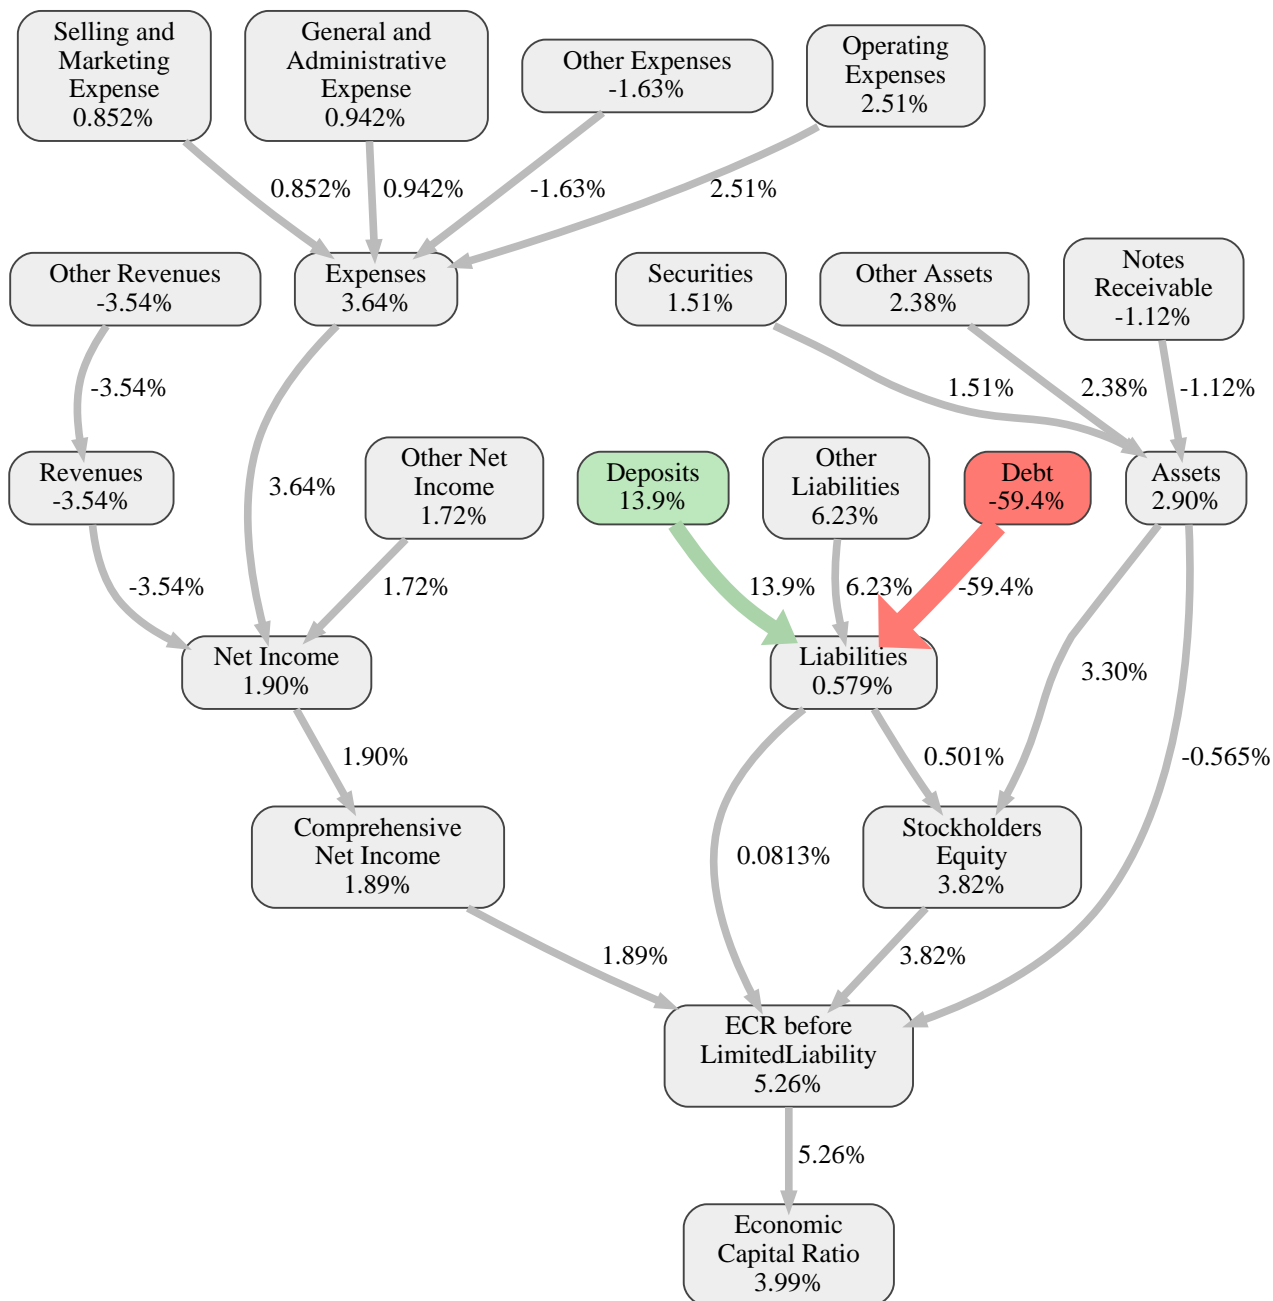 Selling and
Marketing
Expense
0.852%
General and
Administrative
Expense
0.942%
Other Expenses
-1.63%
Operating
Expenses
2.51%
0.852%
0.942%
-1.63%
2.51%
Other Revenues
-3.54%
Expenses
3.64%
Securities
1.51%
Other Assets
2.38%
Notes
Receivable
-1.12%
-3.54%
1.51%
2.38%
-1.12%
Revenues
-3.54%
3.64%
Other Net
Income
1.72%
Deposits
13.9%
Other
Liabilities
6.23%
Debt
-59.4%
Assets
2.90%
-3.54%
1.72%
13.9%
6.23%
-59.4%
Net Income
1.90%
Liabilities
0.579%
3.30%
1.90%
0.501%
-0.565%
Comprehensive
Net Income
1.89%
0.0813%
Stockholders
Equity
3.82%
1.89%
3.82%
ECR before
LimitedLiability
5.26%
5.26%
Economic
Capital Ratio
3.99%